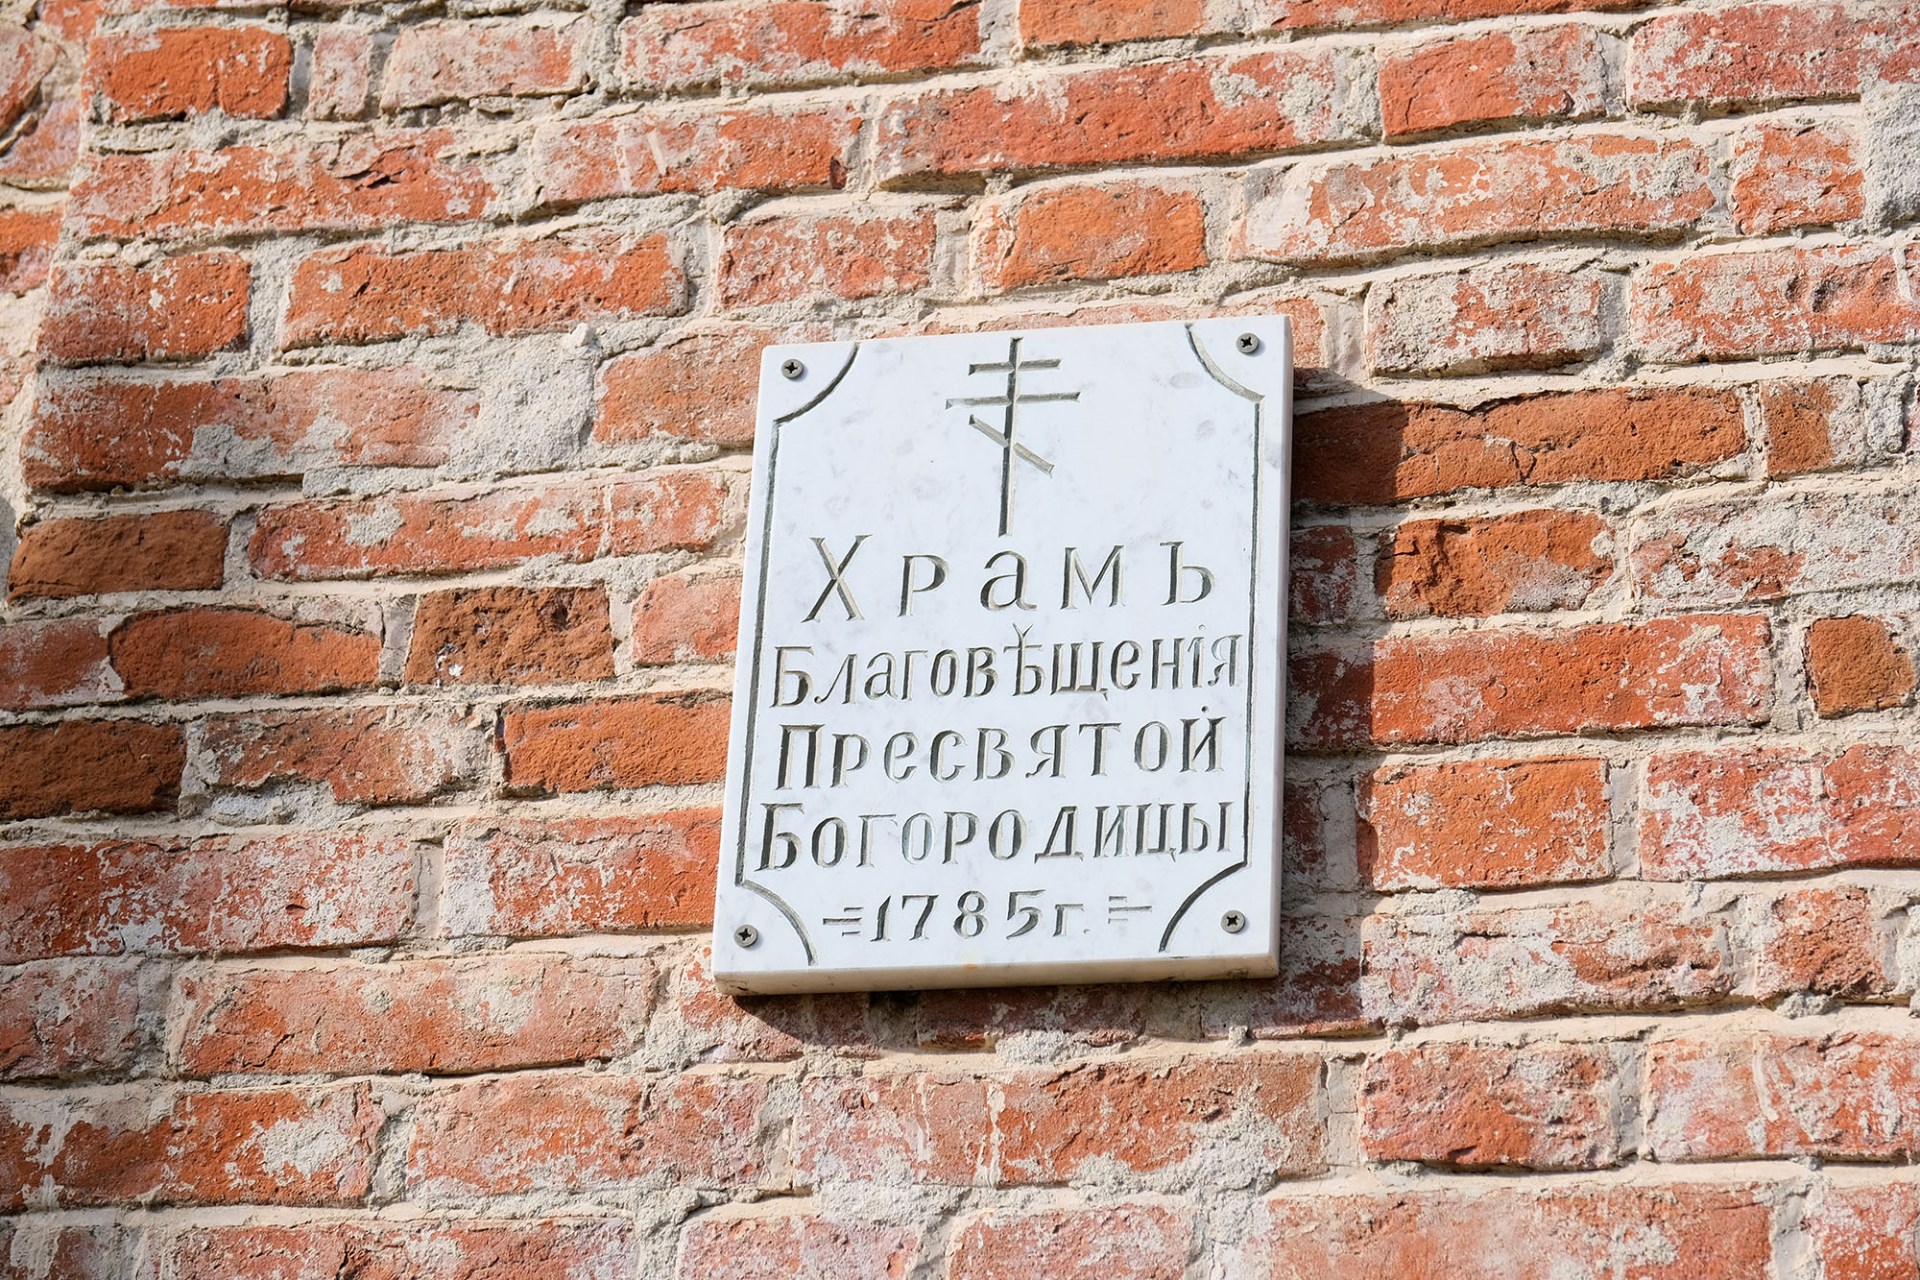 Храмъ
Благовѣщенія
Пресвятой
Богородицы
1785г.